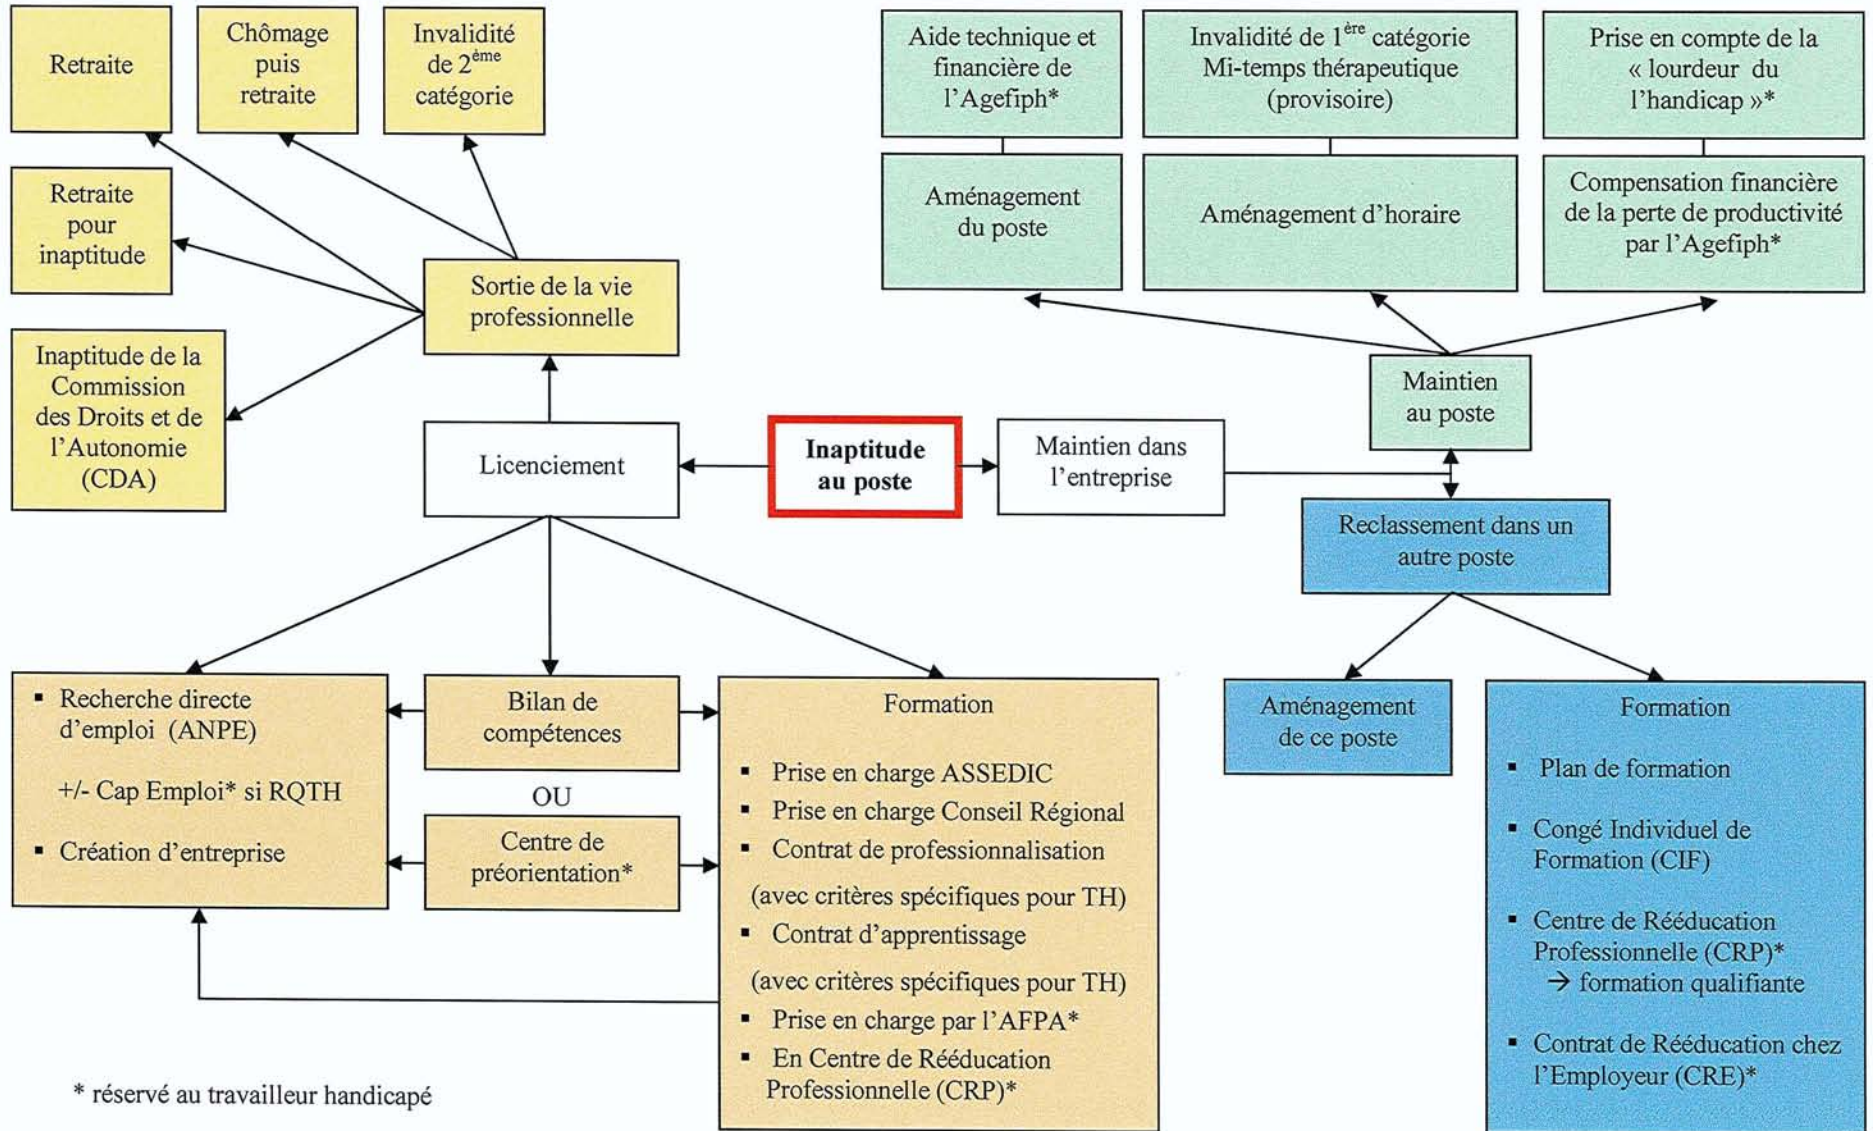 Retraite
Chômage
puis
retraite
Invalidité
de 2ème
catégorie
Retraite
pour
inaptitude
Inaptitude de la
Commission
des Droits et de
l’Autonomie
(CDA)
Sortie de la vie
professionnelle
Licenciement
Inaptitude
au poste
Maintien dans
l’entreprise
Aide technique et
financière de
l’Agefiph*
Invalidité de 1ère catégorie
Mi-temps thérapeutique
(provisoire)
Prise en compte de la
« lourdeur du
l’handicap »*
Aménagement
du poste
Aménagement d’horaire
Compensation financière
de la perte de productivité
par l’Agefiph*
Maintien
au poste
Reclassement dans un
autre poste
▪ Recherche directe
d’emploi (ANPE)
+/- Cap Emploi* si RQTH
▪ Création d’entreprise
Bilan de
compétences
OU
Centre de
préorientation*
Formation
▪ Prise en charge ASSEDIC
▪ Prise en charge Conseil Régional
▪ Contrat de professionnalisation
(avec critères spécifiques pour TH)
▪ Contrat d’apprentissage
(avec critères spécifiques pour TH)
▪ Prise en charge par l’AFPA*
▪ En Centre de Rééducation
Professionnelle (CRP)*
Aménagement
de ce poste
Formation
▪ Plan de formation
▪ Congé Individuel de
Formation (CIF)
▪ Centre de Rééducation
Professionnelle (CRP)*
→ formation qualifiante
▪ Contrat de Rééducation chez
l’Employeur (CRE)*
* réservé au travailleur handicapé